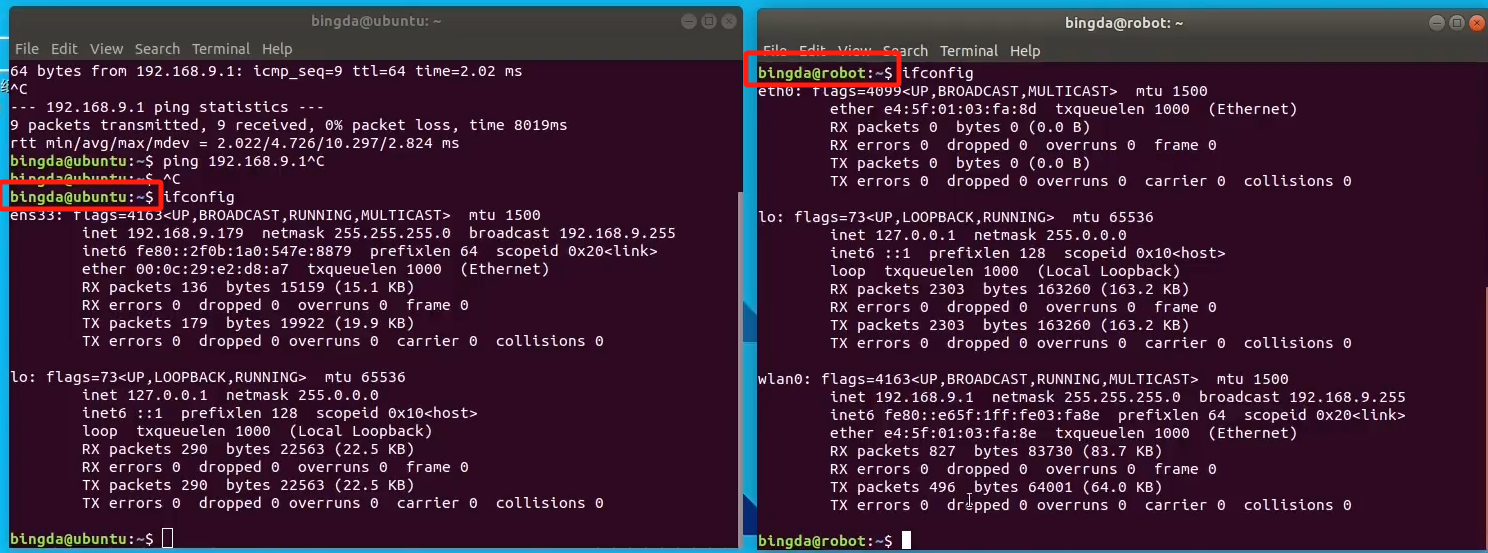 bingda@ubuntu: ~
File Edit View Search Terminal Help
64 bytes from 192.168.9.1: icmp_seq=9 ttl=64 time=2.02 ms
^C
--- 192.168.9.1 ping statistics ---
9 packets transmitted, 9 received, 0% packet loss, time 8019ms
rtt min/avg/max/mdev = 2.022/4.726/10.297/2.824 ms
bingda@ubuntu:~$ ping 192.168.9.1^C
bingda@ubuntu:~$ ^C
bingda@ubuntu:~$ ifconfig
ens33: flags=4163<UP,BROADCAST,RUNNING,MULTICAST>  mtu 1500
        inet 192.168.9.179  netmask 255.255.255.0  broadcast 192.168.9.255
        inet6 fe80::2f0b:1a0:547e:8879  prefixlen 64  scopeid 0x20<link>
        ether 00:0c:29:e2:d8:a7  txqueuelen 1000  (Ethernet)
        RX packets 136  bytes 15159 (15.1 KB)
        RX errors 0  dropped 0  overruns 0  frame 0
        TX packets 179  bytes 19922 (19.9 KB)
        TX errors 0  dropped 0 overruns 0  carrier 0  collisions 0
lo: flags=73<UP,LOOPBACK,RUNNING>  mtu 65536
        inet 127.0.0.1  netmask 255.0.0.0
        inet6 ::1  prefixlen 128  scopeid 0x10<host>
        loop  txqueuelen 1000  (Local Loopback)
        RX packets 290  bytes 22563 (22.5 KB)
        RX errors 0  dropped 0  overruns 0  frame 0
        TX packets 290  bytes 22563 (22.5 KB)
        TX errors 0  dropped 0 overruns 0  carrier 0  collisions 0
bingda@ubuntu:~$
bingda@robot: ~
File Edit View Search Terminal Help
bingda@robot:~$ ifconfig
eth0: flags=4099<UP,BROADCAST,MULTICAST>  mtu 1500
        ether e4:5f:01:03:fa:8d  txqueuelen 1000  (Ethernet)
        RX packets 0  bytes 0 (0.0 B)
        RX errors 0  dropped 0  overruns 0  frame 0
        TX packets 0  bytes 0 (0.0 B)
        TX errors 0  dropped 0 overruns 0  carrier 0  collisions 0
lo: flags=73<UP,LOOPBACK,RUNNING>  mtu 65536
        inet 127.0.0.1  netmask 255.0.0.0
        inet6 ::1  prefixlen 128  scopeid 0x10<host>
        loop  txqueuelen 1000  (Local Loopback)
        RX packets 2303  bytes 163260 (163.2 KB)
        RX errors 0  dropped 0  overruns 0  frame 0
        TX packets 2303  bytes 163260 (163.2 KB)
        TX errors 0  dropped 0 overruns 0  carrier 0  collisions 0
wlan0: flags=4163<UP,BROADCAST,RUNNING,MULTICAST>  mtu 1500
        inet 192.168.9.1  netmask 255.255.255.0  broadcast 192.168.9.255
        inet6 fe80::e65f:1ff:fe03:fa8e  prefixlen 64  scopeid 0x20<link>
        ether e4:5f:01:03:fa:8e  txqueuelen 1000  (Ethernet)
        RX packets 827  bytes 83730 (83.7 KB)
        RX errors 0  dropped 0  overruns 0  frame 0
        TX packets 496  bytes 64001 (64.0 KB)
        TX errors 0  dropped 0 overruns 0  carrier 0  collisions 0
bingda@robot:~$